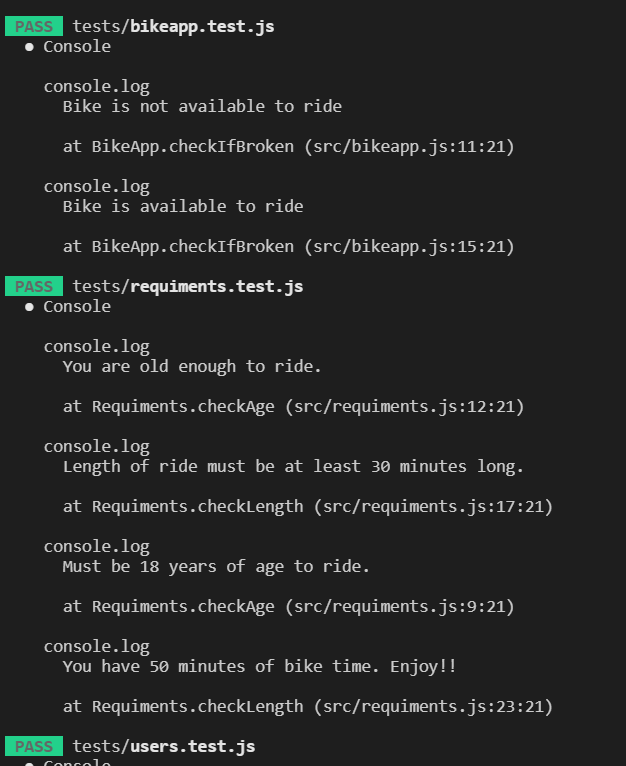 PASS tests/bikeapp.test.js
● Console
console.log
Bike is not available to ride
at BikeApp.checkIfBroken (src/bikeapp.js:11:21)
console.log
Bike is available to ride
at BikeApp.checkIfBroken (src/bikeapp.js:15:21)
PASS tests/requiments.test.js
● Console
console.log
You are old enough to ride.
at Requiments.checkAge (src/requiments.js:12:21)
console.log
Length of ride must be at least 30 minutes long.
at Requiments.checkLength (src/requiments.js:17:21)
console.log
Must be 18 years of age to ride.
at Requiments.checkAge (src/requiments.js:9:21)
console.log
You have 50 minutes of bike time. Enjoy!!
at Requiments.checkLength (src/requiments.js:23:21)
PASS tests/users.test.js
● Console